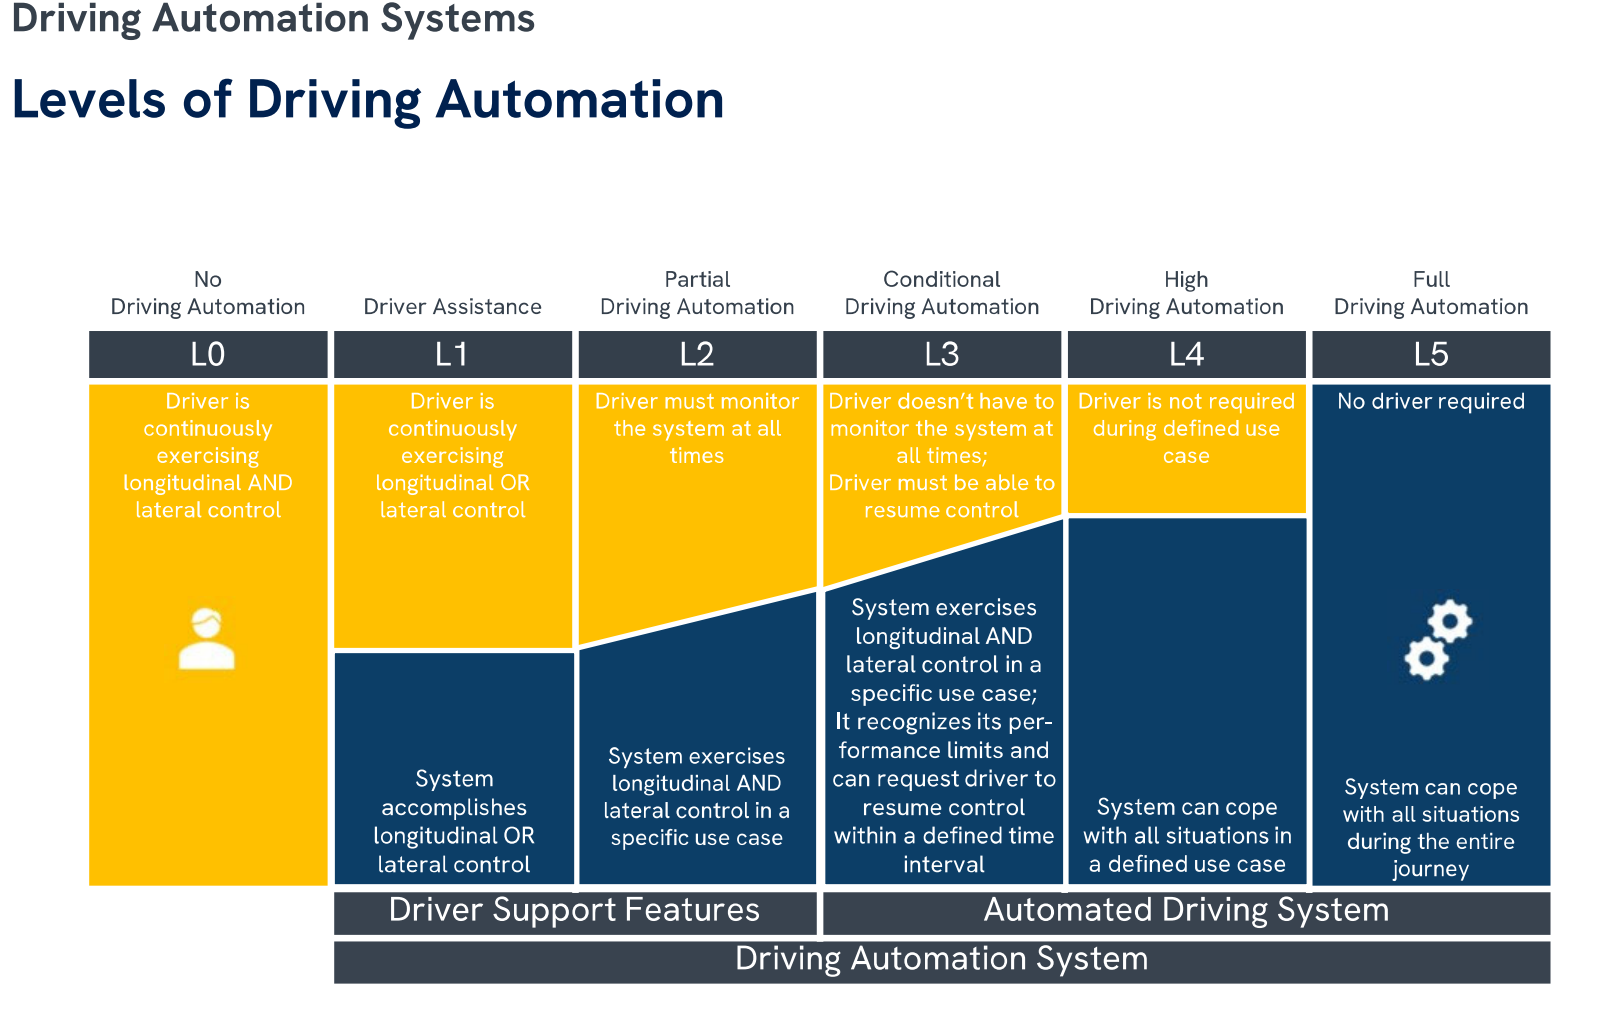 Driving Automation Systems
Levels of Driving Automation
No
Driving Automation
Driver Assistance
Partial
Driving Automation
Conditional
Driving Automation
High
Driving Automation
Full
Driving Automation
L0
L1
L2
L3
L4
L5
Driver is
continuously
exercising
longitudinal AND
lateral control
Driver is
continuously
exercising
longitudinal OR
lateral control
Driver must monitor
the system at all
times
Driver doesn’t have to
monitor the system at
all times;
Driver must be able to
resume control
Driver is not required
during defined use
case
No driver required
System
accomplishes
longitudinal OR
lateral control
System exercises
longitudinal AND
lateral control in a
specific use case
System exercises
longitudinal AND
lateral control in a
specific use case;
It recognizes its per-
formance limits and
can request driver to
resume control
within a defined time
interval
System can cope
with all situations in
a defined use case
System can cope
with all situations
during the entire
journey
Driver Support Features
Automated Driving System
Driving Automation System